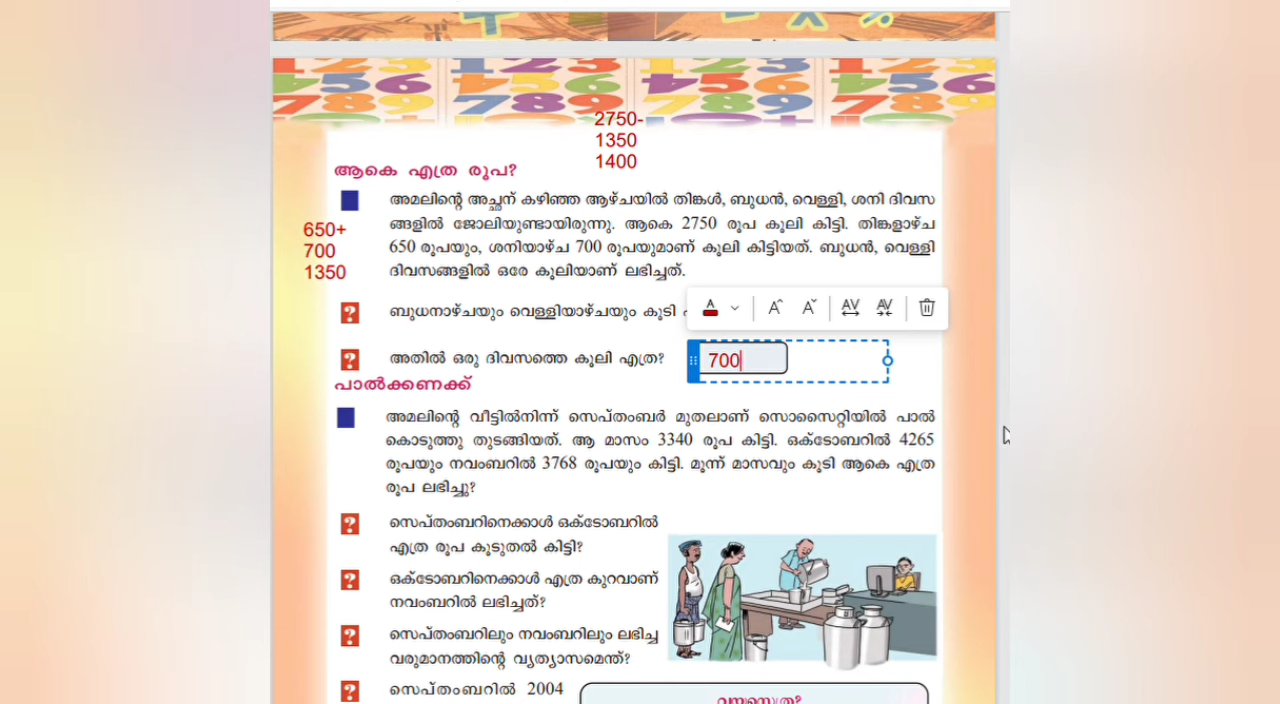 2750-
1350
1400
ആകെ എത്ര രൂപ?
അമലിന്റെ അച്ഛന് കഴിഞ്ഞ ആഴ്ചയിൽ തിങ്കൾ, ബുധൻ, വെള്ളി, ശനി ദിവസ
ങ്ങളിൽ ജോലിയുണ്ടായിരുന്നു. ആകെ 2750 രൂപ കൂലി കിട്ടി. തിങ്കളാഴ്ച
650+
700
1350
650 രൂപയും, ശനിയാഴ്ച 700 രൂപയുമാണ് കൂലി കിട്ടിയത്. ബുധൻ, വെള്ളി
ദിവസങ്ങളിൽ ഒരേ കൂലിയാണ് ലഭിച്ചത്.
? ബുധനാഴ്ചയും വെള്ളിയാഴ്ചയും കൂടി
? അതിൽ ഒരു ദിവസത്തെ കൂലി എത്ര? 700
പാൽക്കണക്ക്
അമലിന്റെ വീട്ടിൽനിന്ന് സെപ്തംബർ മുതലാണ് സൊസൈറ്റിയിൽ പാൽ
കൊടുത്തു തുടങ്ങിയത്. ആ മാസം 3340 രൂപ കിട്ടി. ഒക്ടോബറിൽ 4265
രൂപയും നവംബറിൽ 3768 രൂപയും കിട്ടി. മൂന്ന് മാസവും കൂടി ആകെ എത്ര
രൂപ ലഭിച്ചു?
? സെപ്തംബറിനെക്കാൾ ഒക്ടോബറിൽ
എത്ര രൂപ കൂടുതൽ കിട്ടി?
? ഒക്ടോബറിനെക്കാൾ എത്ര കുറവാണ്
നവംബറിൽ ലഭിച്ചത്?
? സെപ്തംബറിലും നവംബറിലും ലഭിച്ച
വരുമാനത്തിന്റെ വ്യത്യാസമെന്ത്?
? സെപ്തംബറിൽ 2004
വയസെത്ര?